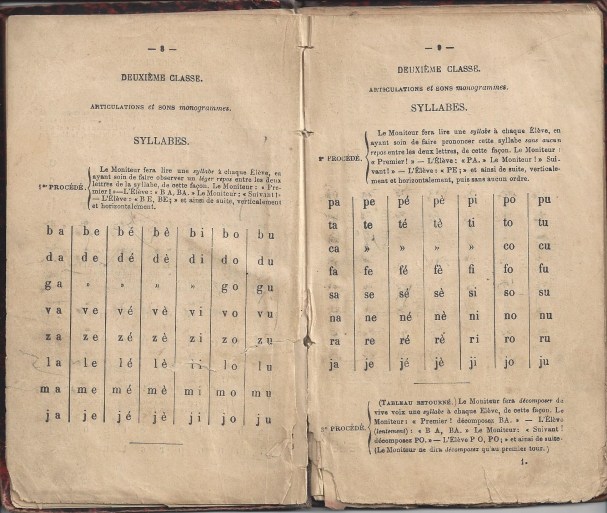 — 8 —
DEUXIÈME CLASSE.
ARTICULATIONS et SONS monogrammes.
SYLLABES.
1er PROCÉDÉ.
Le Moniteur fera lire une syllabe à chaque Élève, en
ayant soin de faire observer un léger repos entre les deux
lettres de la syllabe, de cette façon. Le Moniteur : « Pre-
mier ! »—L'Élève : « B A, BA. » Le Moniteur : « Suivant !»
— L'Élève : « B E, BE; » et ainsi de suite, verticalement
et horizontalement.
b a b e b é b è b i b o b u
d a d e d é d è d i d o d u
g a » » » » g o g u
v a v e v é v è v i v o v u
z a z e z é z è z i z o z u
l a l e l é l è l i l o l u
m a m e m é m è m i m o m u
j a j e j é j è j i j o j u
— 9 —
DEUXIÈME CLASSE.
ARTICULATIONS et SONS monogrammes.
SYLLABES.
2e PROCÉDÉ.
Le Moniteur fera lire une syllabe à chaque Élève, en
ayant soin de faire prononcer cette syllabe sans aucun
repos entre les deux lettres, de cette façon. Le Moniteur :
« Premier ! » — L'Élève : « PA. » Le Moniteur !» Sui-
vant ! » — L'Élève : « PE ; » et ainsi de suite, verticale-
ment et horizontalement, puis sans aucun ordre.
pa pe pé pè pi po pu
ta te té tè ti to tu
ca » » » » co cu
fa fe fé fè fi fo fu
sa se sé sè si so su
na ne né nè ni no nu
ra re ré rè ri ro ru
ja je jé jè ji jo ju
3e PROCÉDÉ.
(TABLEAU RETOURNÉ.) Le Moniteur fera décomposer de
vive voix une syllabe à chaque Elève, de cette façon. Le
Moniteur : « Premier ! décomposez BA. » — L'Élève
(lentement) : « B A, BA. » Le Moniteur : « Suivant !
décomposez PO. » — L'Élève P O, PO; » et ainsi de suite.
(Le Moniteur ne dira décomposez qu'au premier tour.)
1.